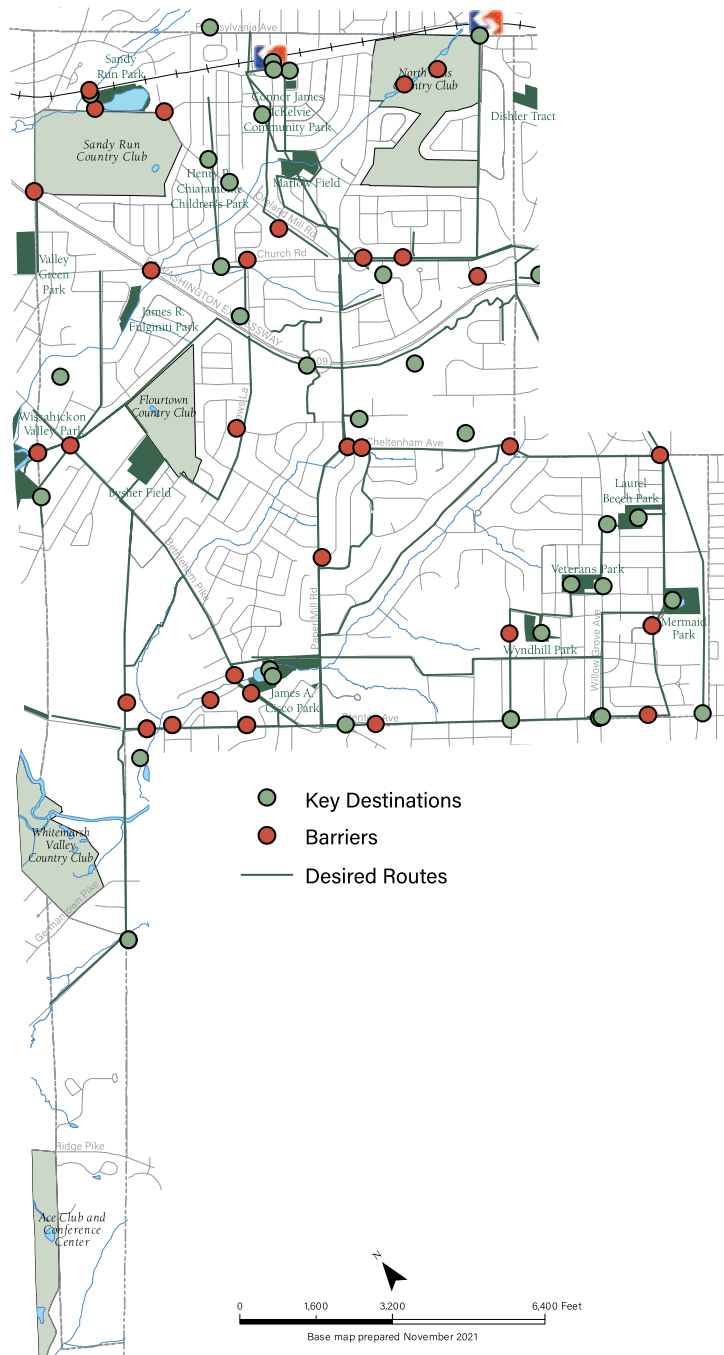 Sandy
Run Park
Country Club
Dishler Tract
Connor James
McKelvie
Community Park
Sandy Run
Country Club
Henry P.
Chiaramonte
Children's Park
Marlow Field
Oreland Mill Rd
Church Rd
Valley
Green
Park
WASHINGTON EXPRESSWAY
James R.
Fulginiti Park
309
Flourtown
Country Club
Wissahickon
Valley Park
Cheltenham Ave
Bysher Field
Laurel
Beech Park
Bethlehem Pike
Veterans Park
Paper Mill Rd
Willow Grove Ave
Mermaid
Park
Wyndhill Park
James A.
Cisco Park
Key Destinations
Barriers
Desired Routes
Whitemarsh
Valley
Country Club
Germantown Pike
Ridge Pike
Ace Club and
Conference
Center
N
0 1,600 3,200 6,400 Feet
Base map prepared November 2021